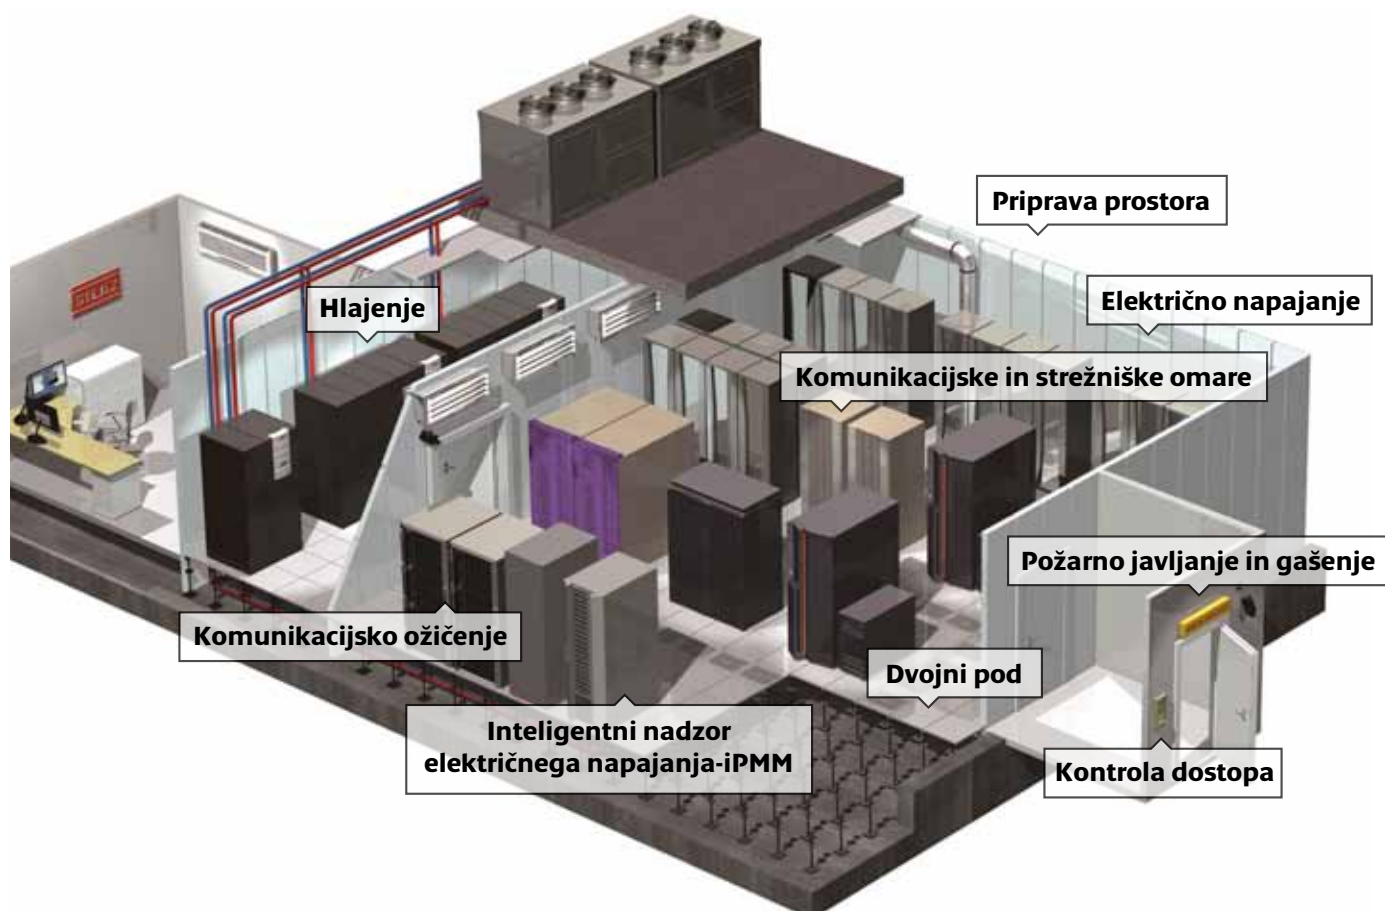 Priprava prostora
Električno napajanje
Hlajenje
Komunikacijske in strežniške omare
Požarno javljanje in gašenje
Komunikacijsko ožičenje
Dvojni pod
Inteligentni nadzor
električnega napajanja-iPMM
Kontrola dostopa